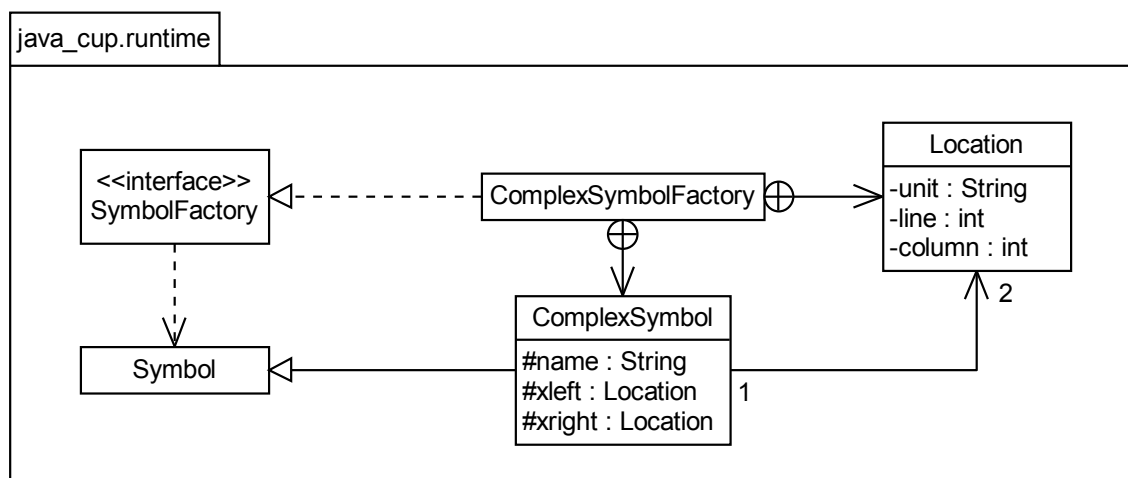 java_cup.runtime
<<interface>>
SymbolFactory
ComplexSymbolFactory
Location
-unit : String
-line : int
-column : int
2
Symbol
ComplexSymbol
#name : String
#xleft : Location
#xright : Location
1